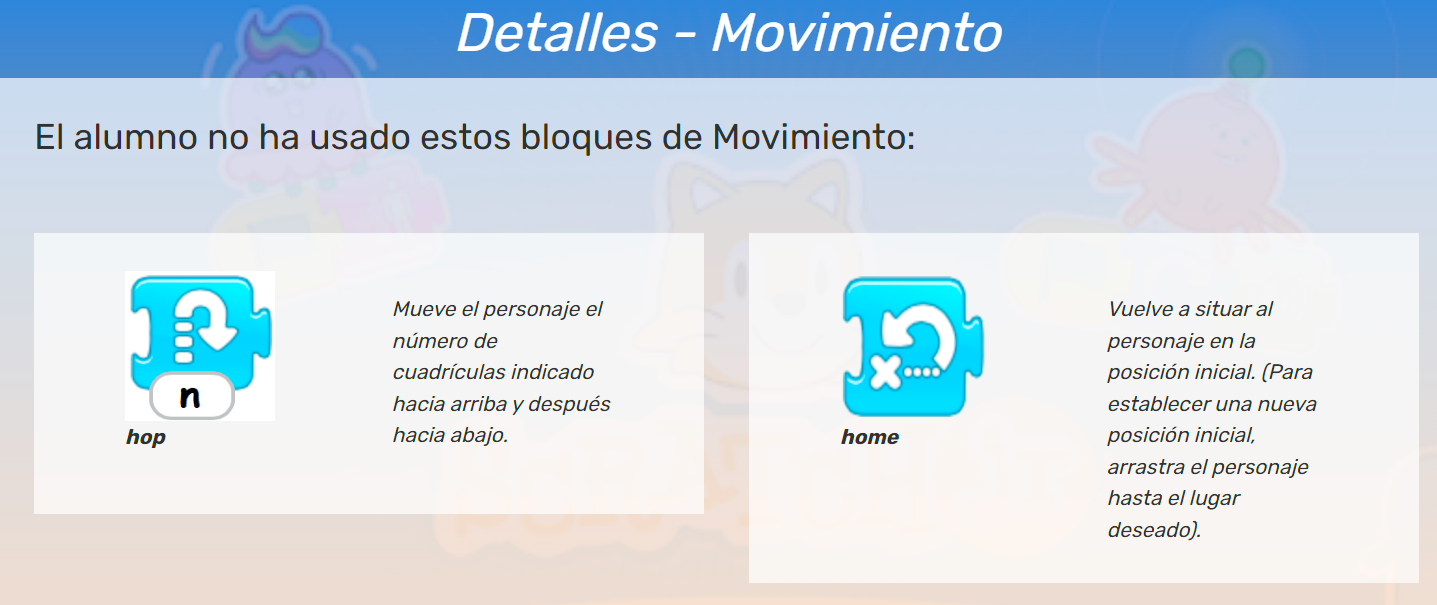 Detalles - Movimiento
El alumno no ha usado estos bloques de Movimiento:
n
hop
Mueve el personaje el
número de
cuadrículas indicado
hacia arriba y después
hacia abajo.
home
Vuelve a situar al
personaje en la
posición inicial. (Para
establecer una nueva
posición inicial,
arrastra el personaje
hasta el lugar
deseado).